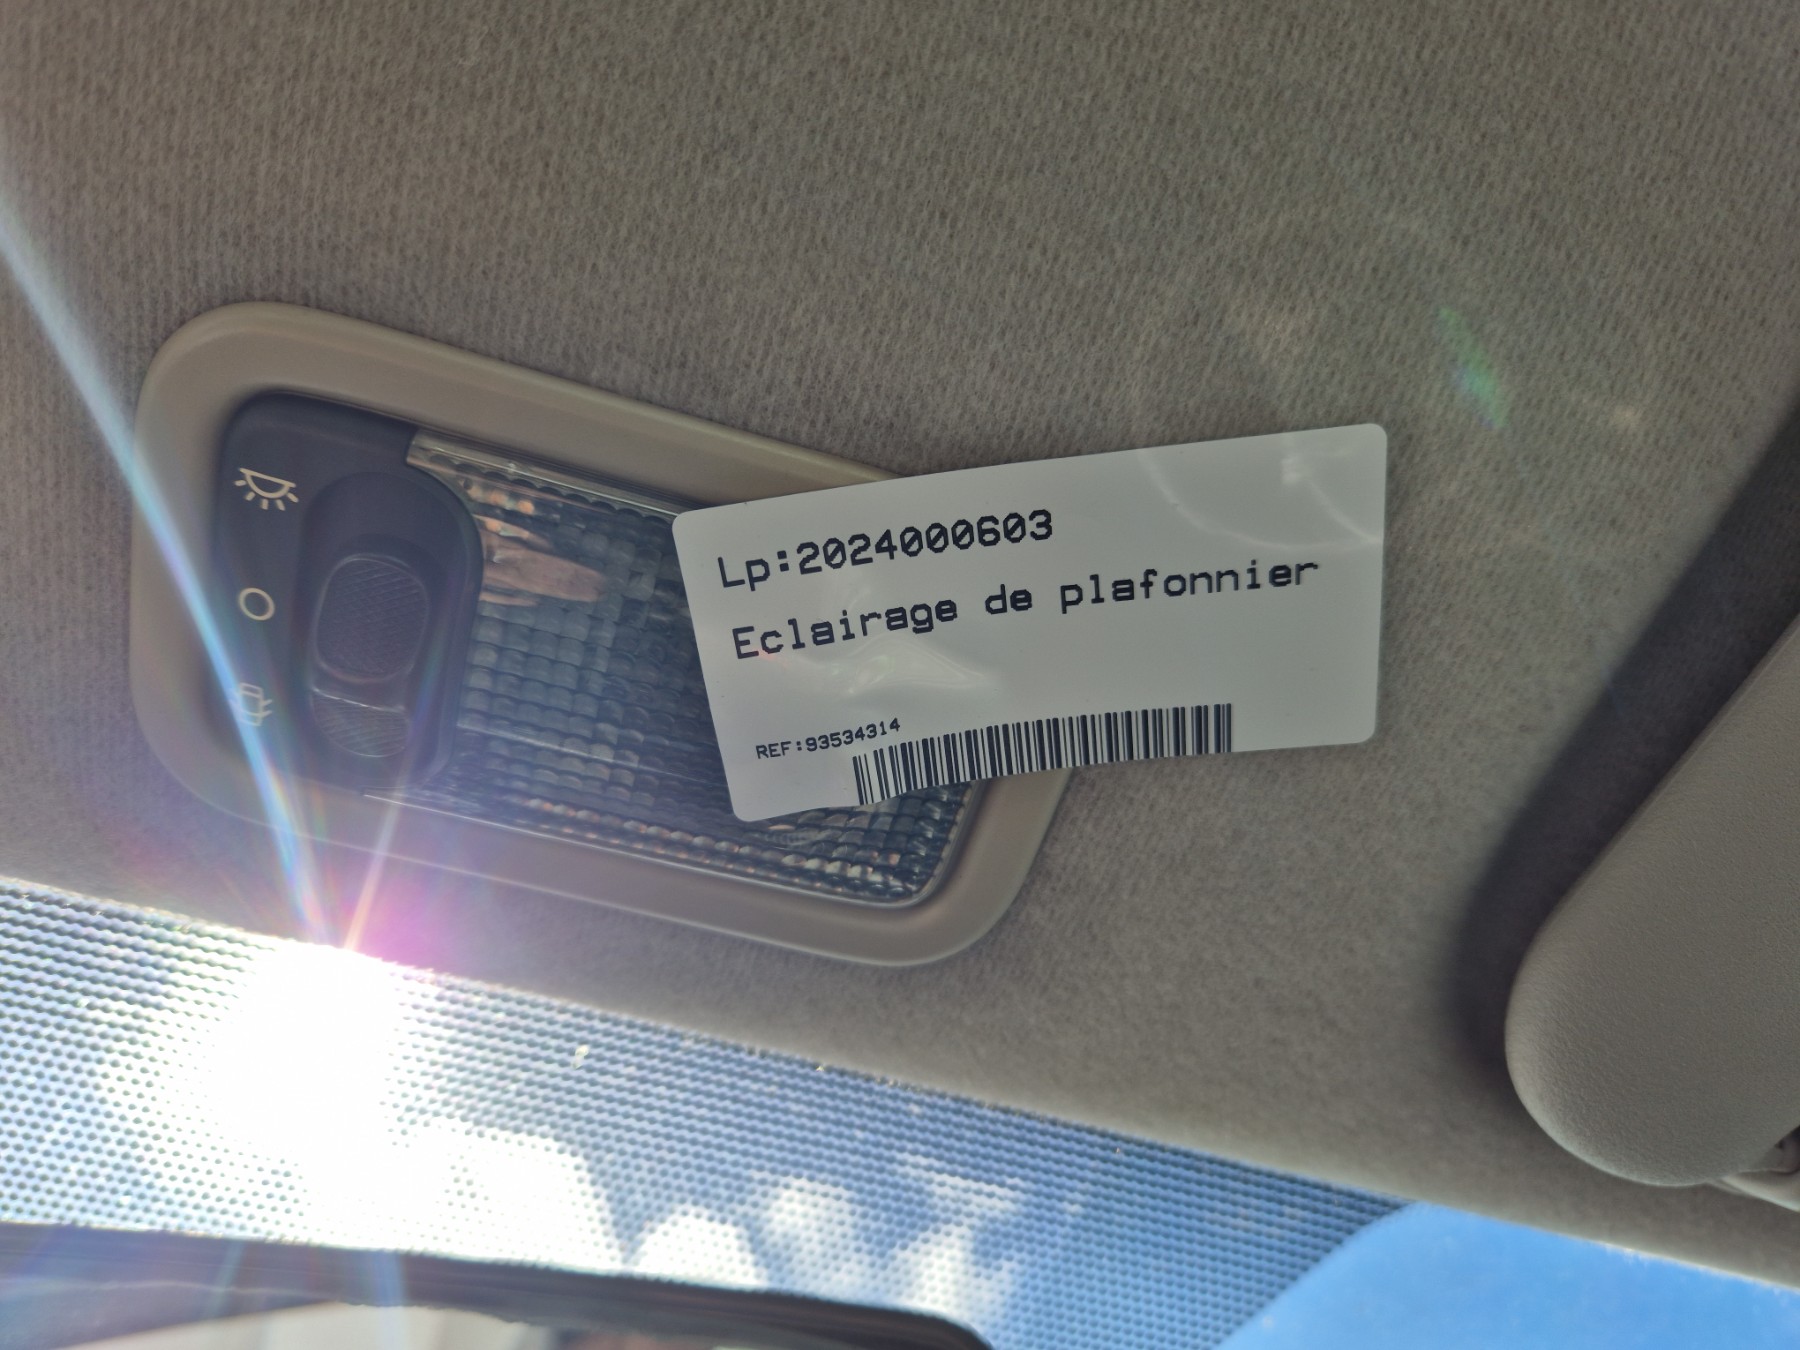 Lp:2024000603
Eclairage de plafonnier
REF:93534314